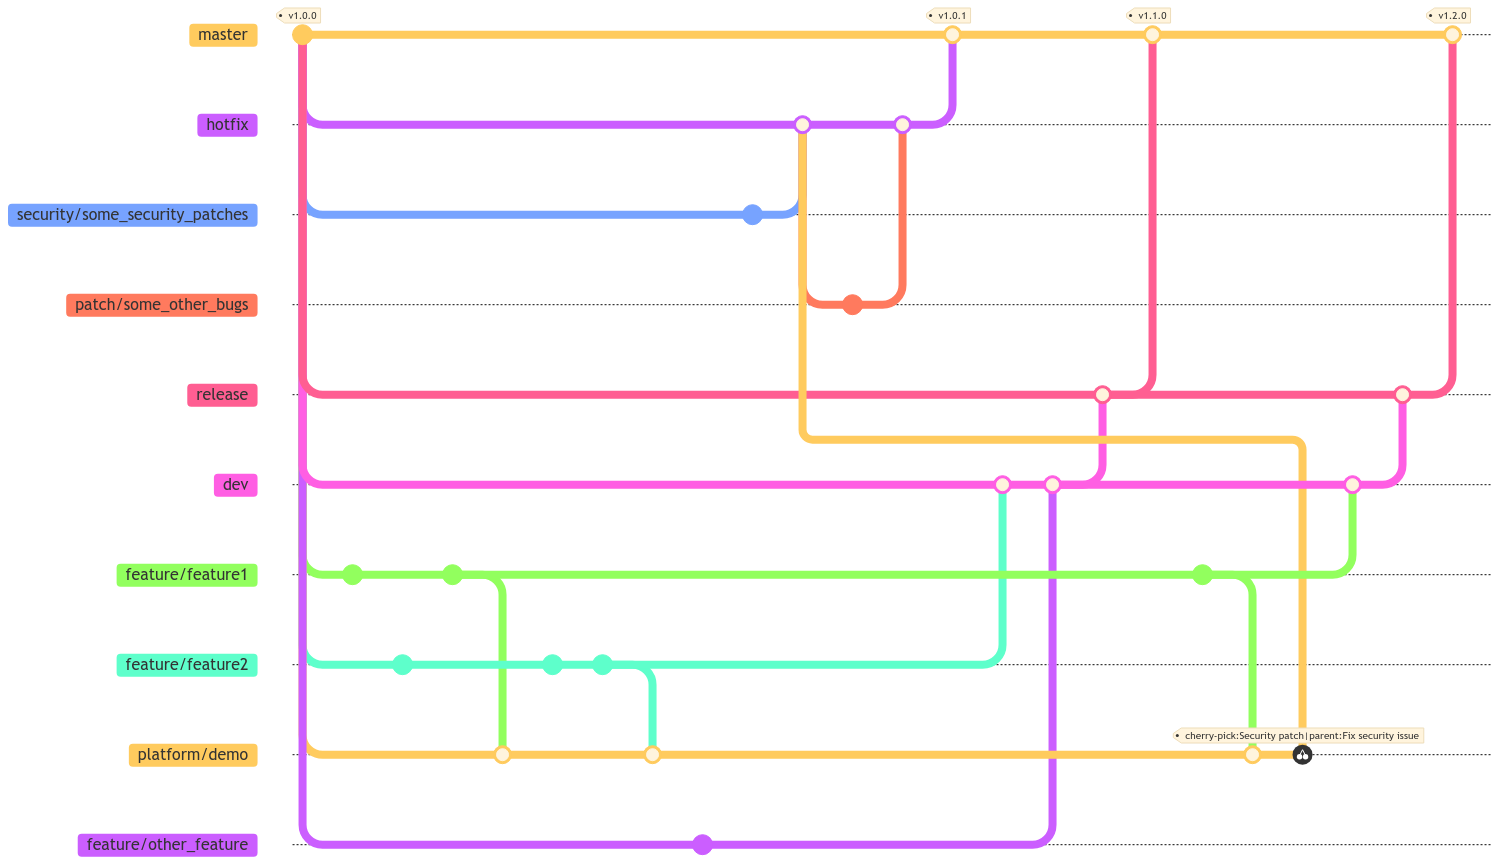 v1.0.0
v1.0.1
v1.1.0
v1.2.0
master
hotfix
security/some_security_patches
patch/some_other_bugs
release
dev
feature/feature1
feature/feature2
cherry-pick:Security patch|parent:Fix security issue
platform/demo
feature/other_feature